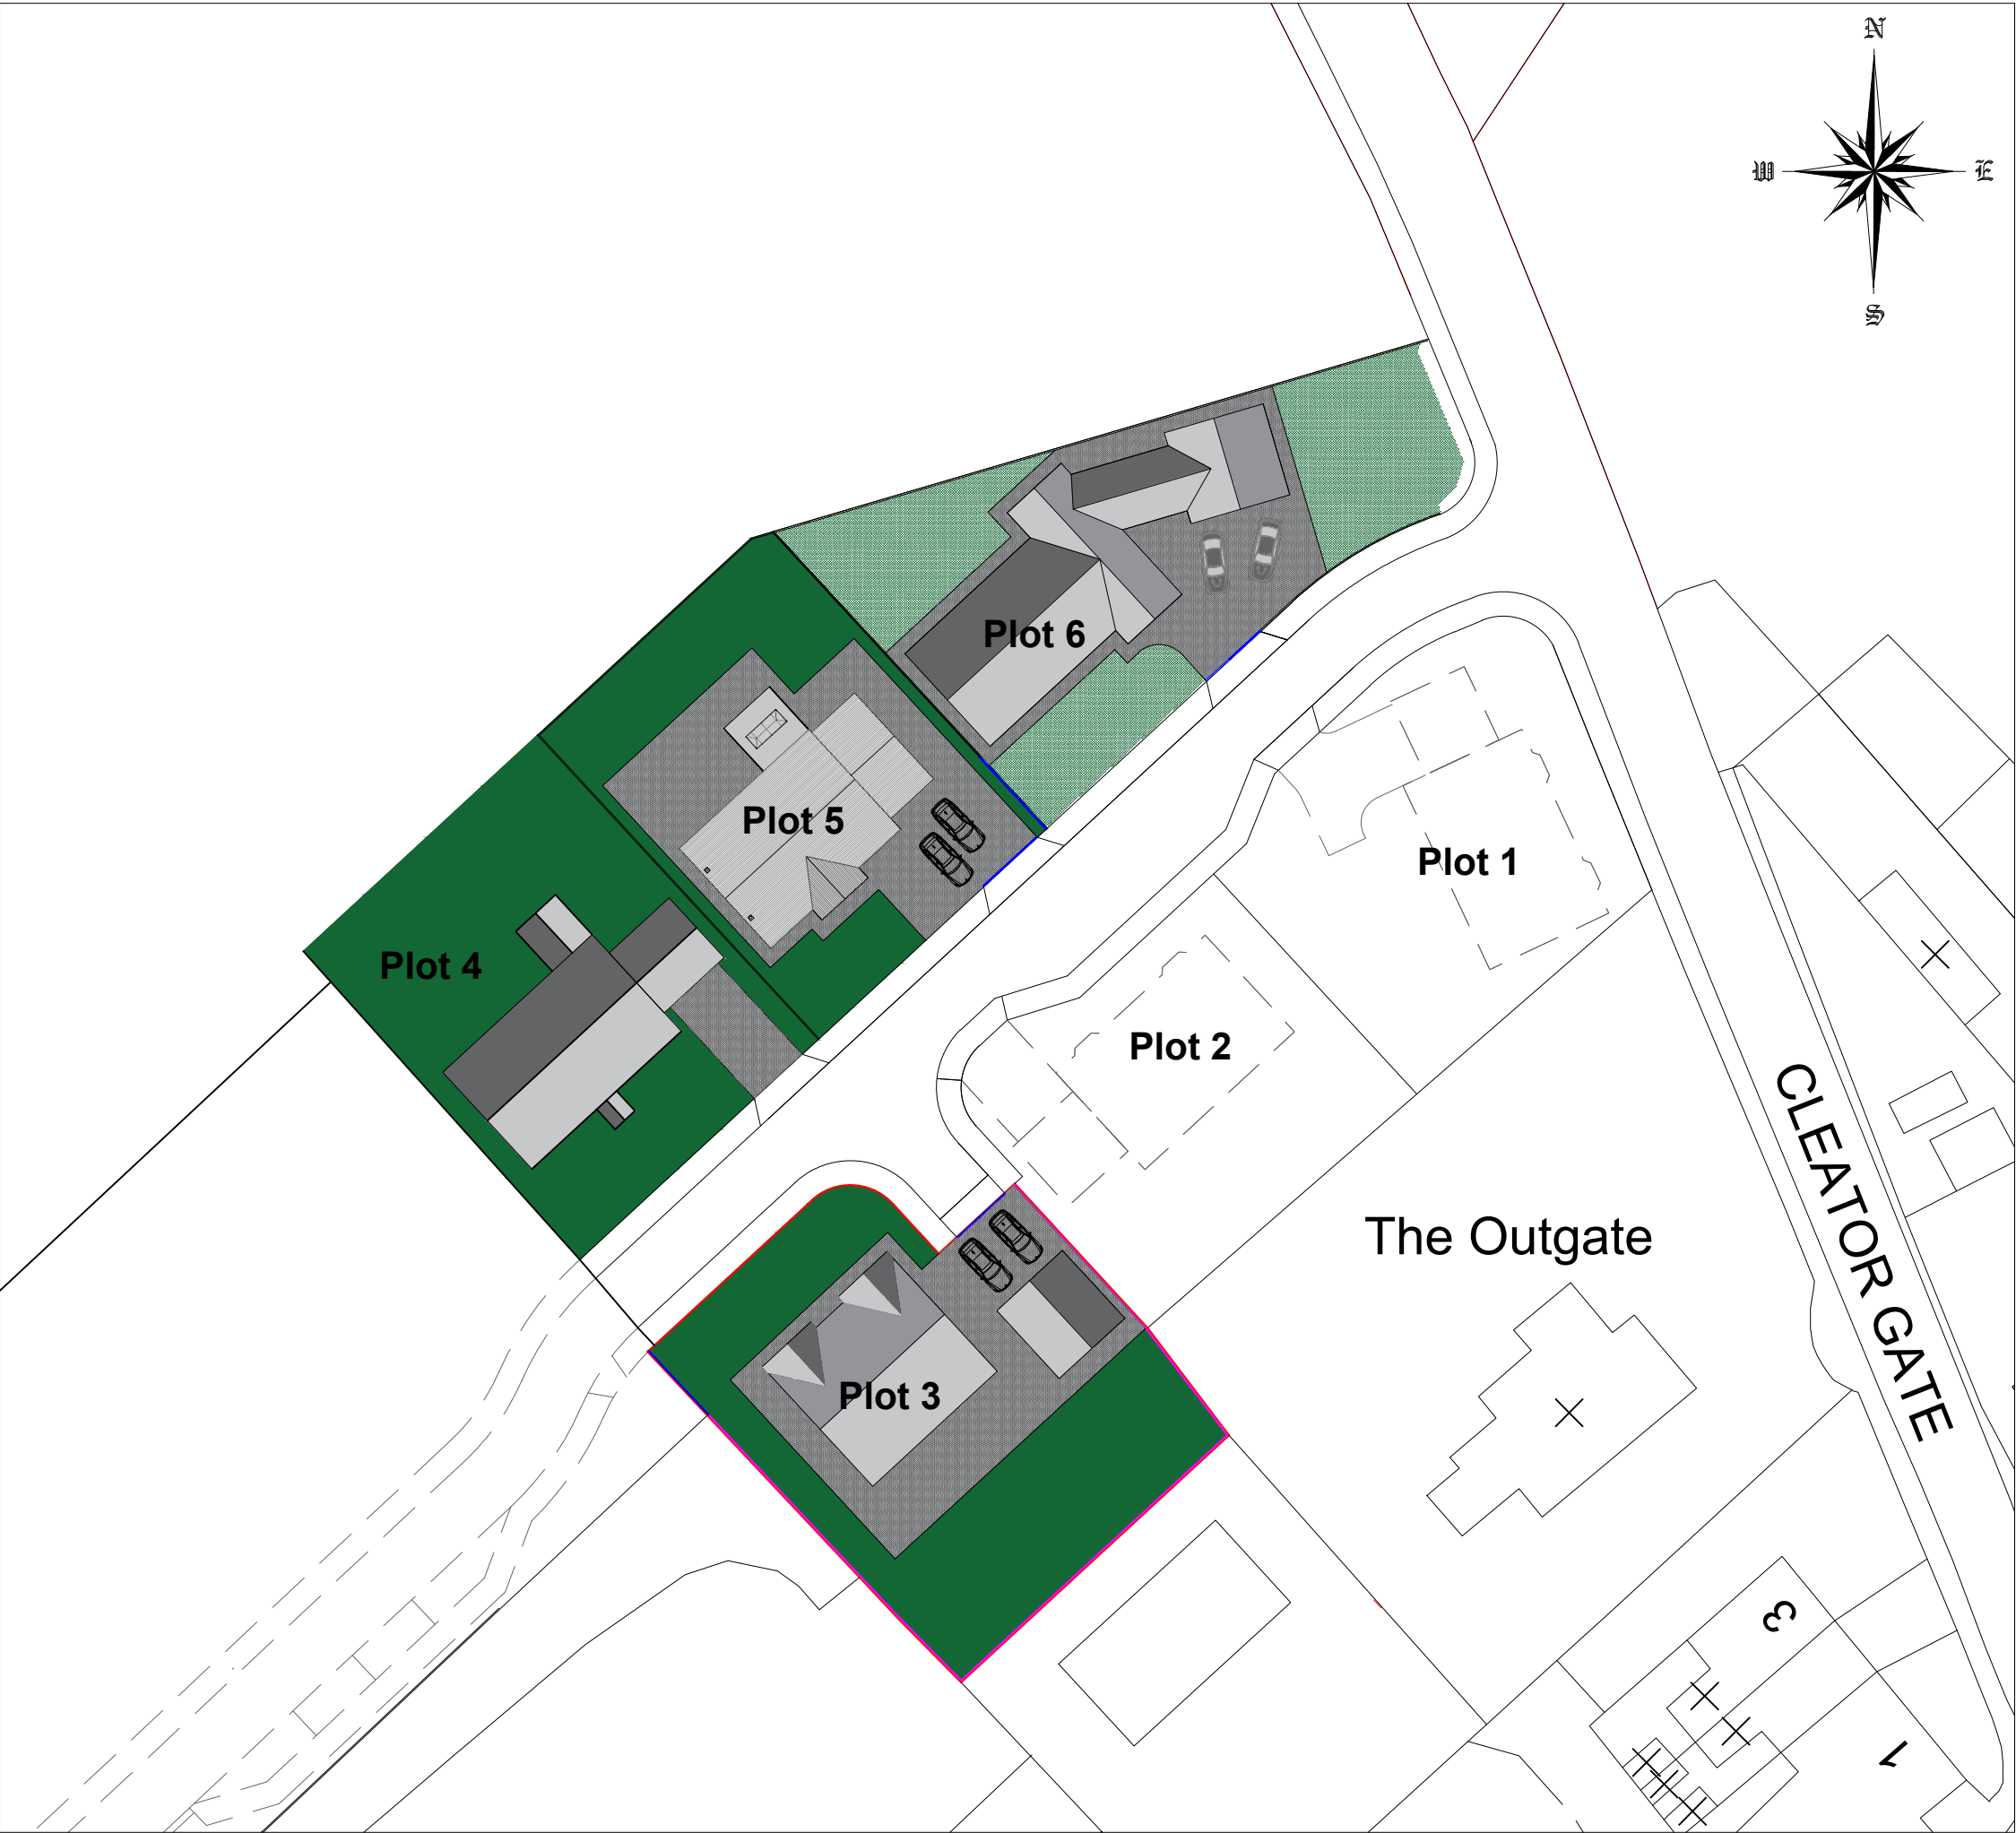 N
W
E
S
Plot 6
Plot 5
Plot 1
Plot 4
Plot 2
The Outgate
CLEATOR GATE
Plot 3
3
1